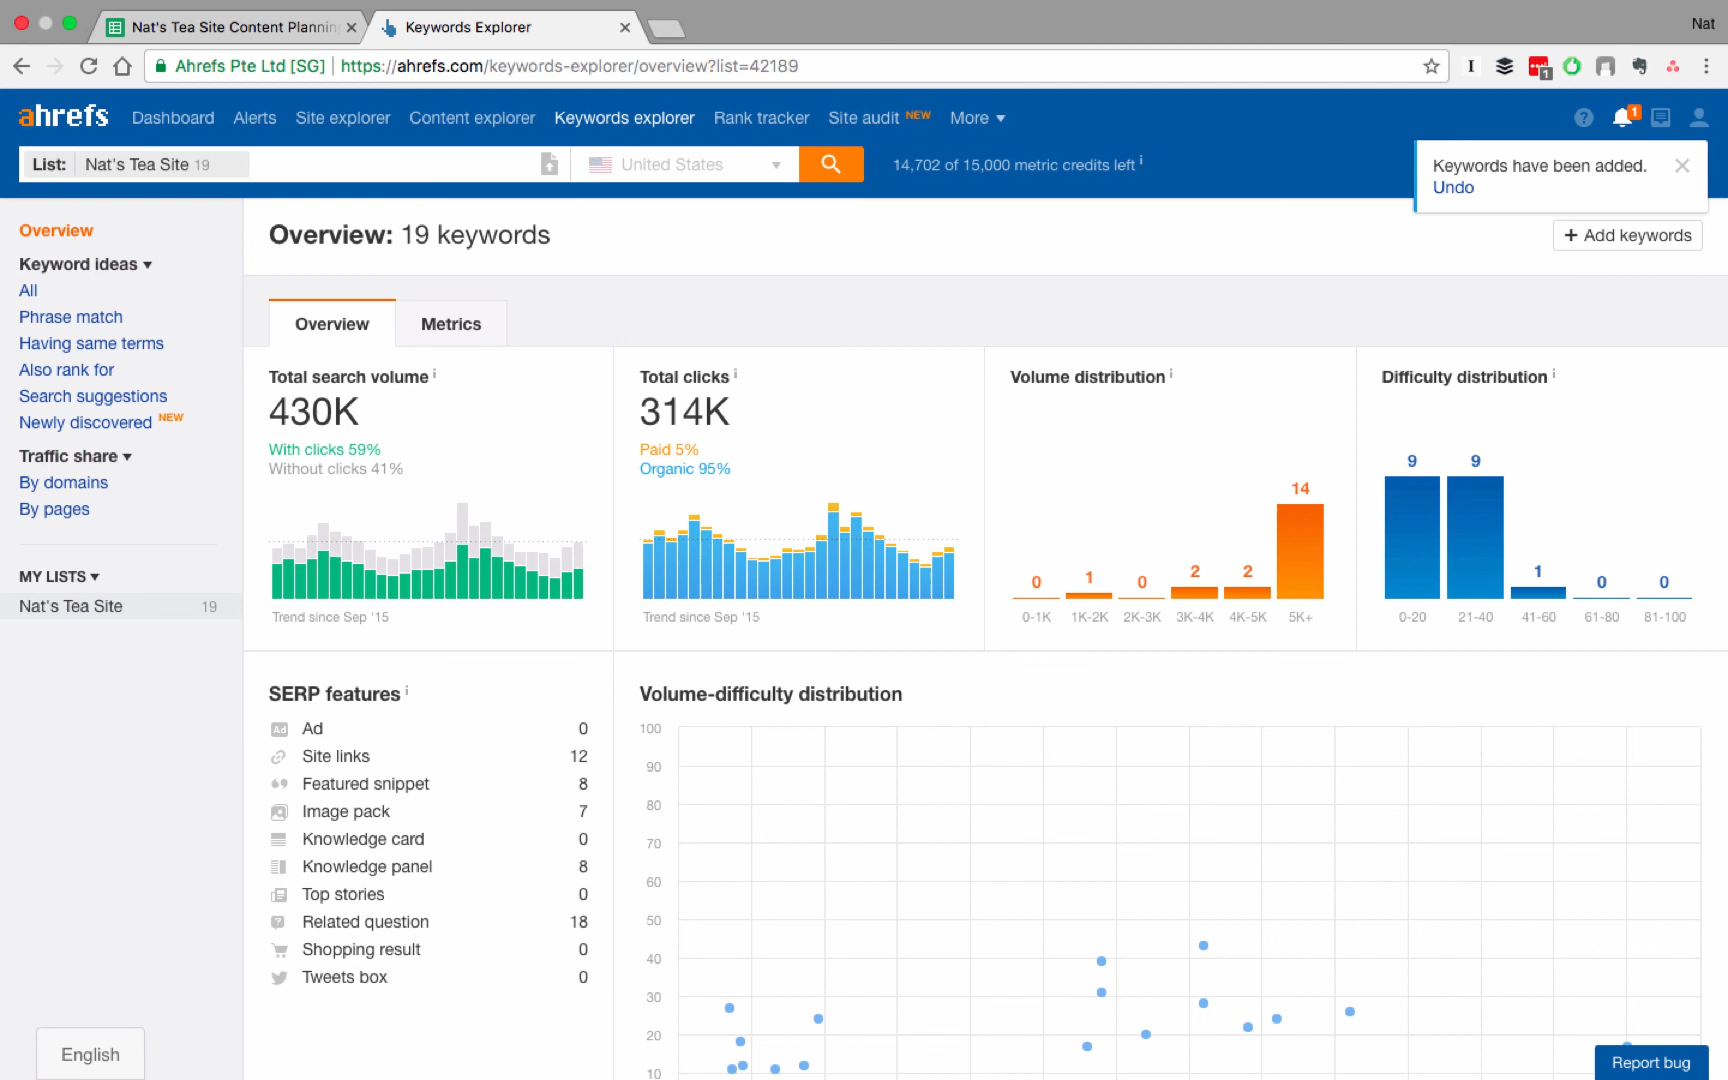 Nat's Tea Site Content Plannin
Keywords Explorer
Nat
Ahrefs Pte Ltd [SG] | https://ahrefs.com/keywords-explorer/overview?list=42189
1
ahrefs Dashboard Alerts Site explorer Content explorer Keywords explorer Rank tracker Site audit NEW More
? 1
List: Nat's Tea Site 19
United States
14,702 of 15,000 metric credits left i
Keywords have been added.
Undo
Overview
Keyword ideas
All
Phrase match
Having same terms
Also rank for
Search suggestions
Newly discovered NEW
Traffic share
By domains
By pages
MY LISTS
Nat's Tea Site 19
English
Overview: 19 keywords
+ Add keywords
Overview Metrics
Total search volume i
430K
With clicks 59%
Without clicks 41%
Trend since Sep '15
Total clicks i
314K
Paid 5%
Organic 95%
Trend since Sep '15
Volume distribution i
0 1 0 2 2 14
0-1K 1K-2K 2K-3K 3K-4K 4K-5K 5K+
Difficulty distribution i
9 9 1 0 0
0-20 21-40 41-60 61-80 81-100
SERP features i
Ad Ad 0
Site links 12
Featured snippet 8
Image pack 7
Knowledge card 0
Knowledge panel 8
Top stories 0
Related question 18
Shopping result 0
Tweets box 0
Volume-difficulty distribution
100
90
80
70
60
50
40
30
20
10
Report bug